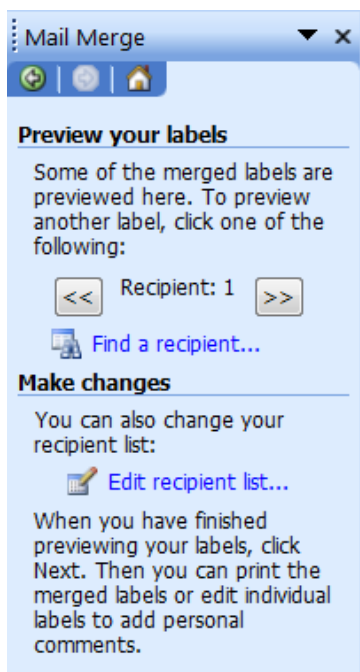 Mail Merge
Preview your labels
Some of the merged labels are
previewed here. To preview
another label, click one of the
following:
<< Recipient: 1 >>
Find a recipient...
Make changes
You can also change your
recipient list:
Edit recipient list...
When you have finished
previewing your labels, click
Next. Then you can print the
merged labels or edit individual
labels to add personal
comments.